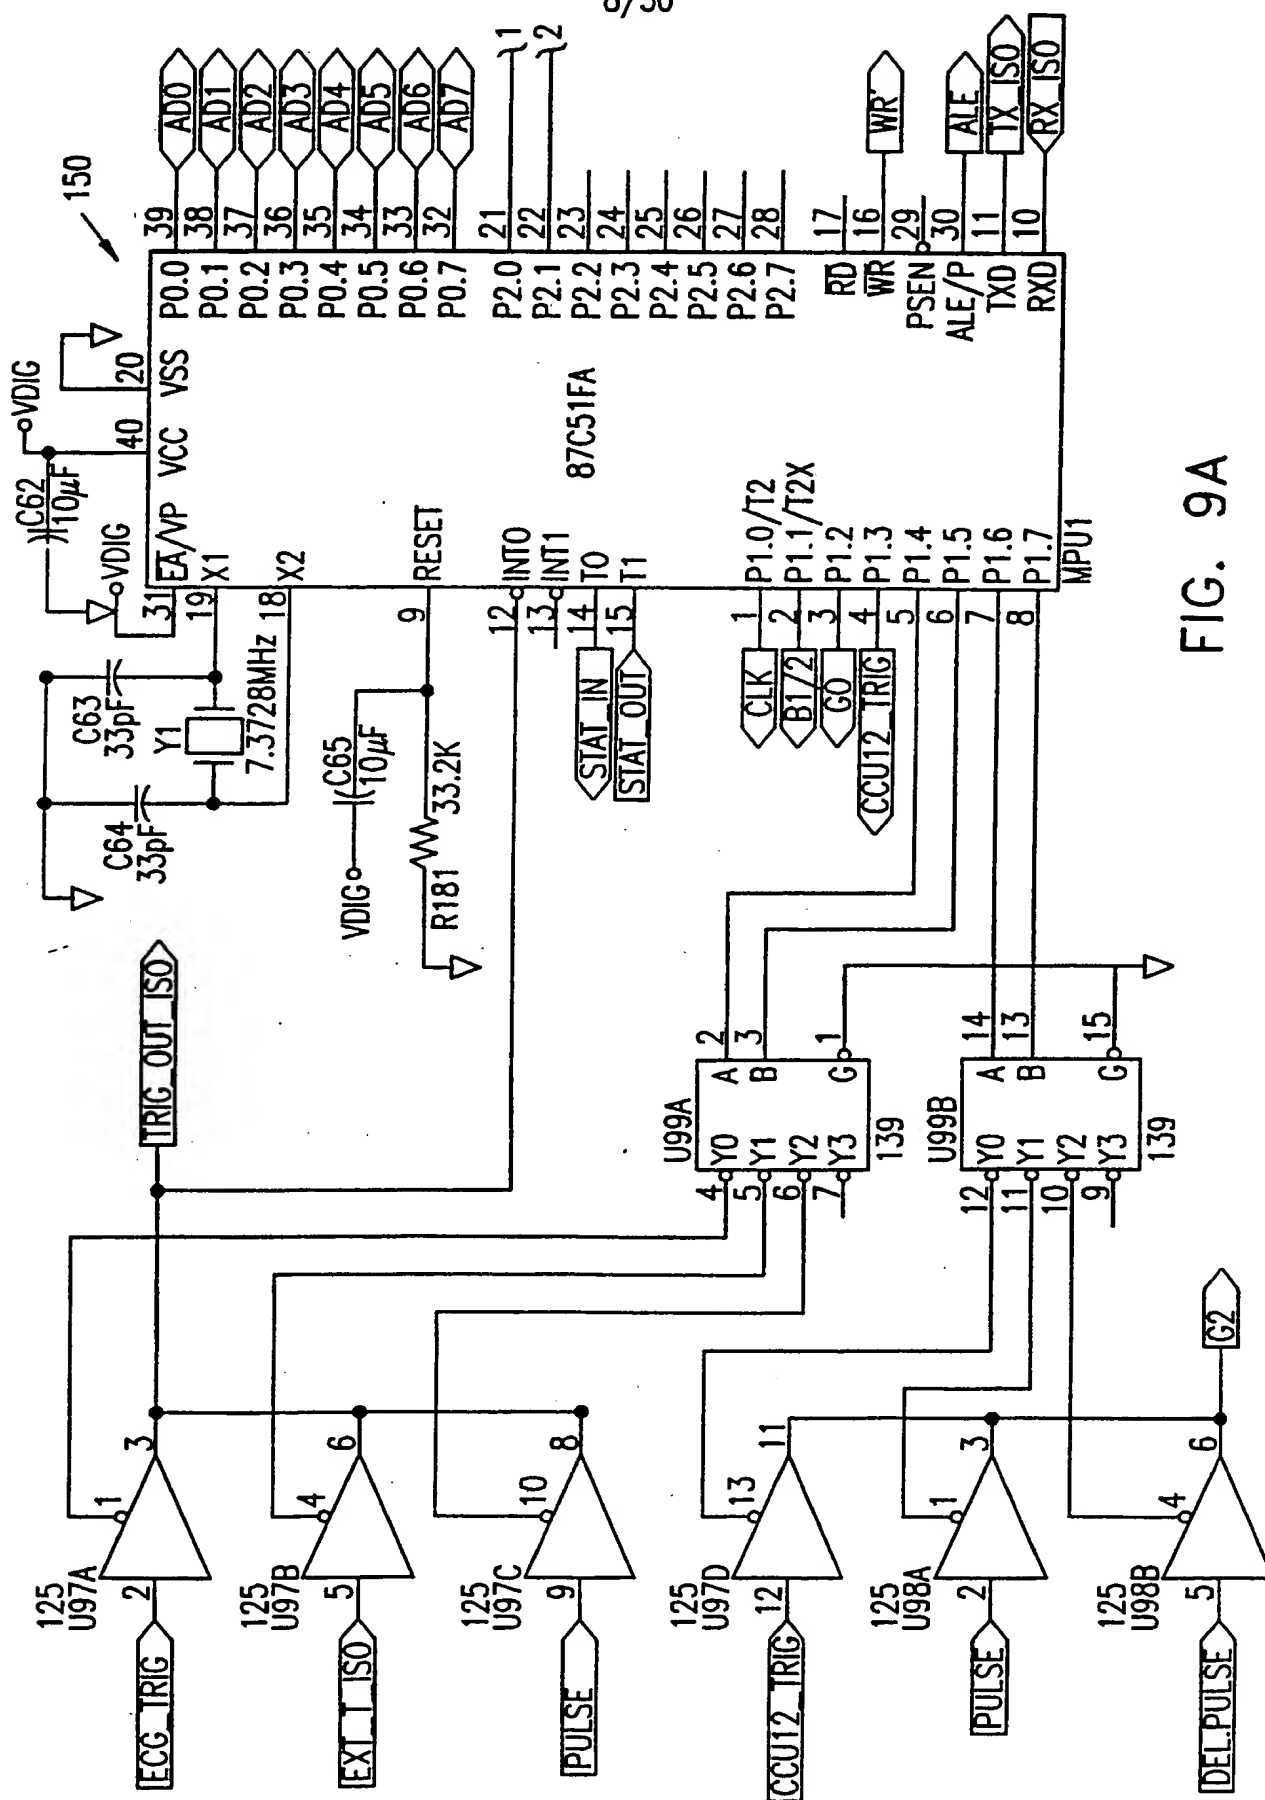 8/30
150
AD0
AD1
AD2
AD3
AD4
AD5
AD6
AD7
1
2
WR'
ALE
TX_ISO
RX_ISO
39
38
37
36
35
34
33
32
21
22
23
24
25
26
27
28
17
16
29
30
11
10
P0.0
P0.1
P0.2
P0.3
P0.4
P0.5
P0.6
P0.7
P2.0
P2.1
P2.2
P2.3
P2.4
P2.5
P2.6
P2.7
RD
WR
PSEN
ALE/P
TXD
RXD
VDIG
20
VSS
40
VCC
C62
10µF
VDIG
87C51FA
EA/VP
X1
X2
RESET
INT0
INT1
T0
T1
P1.0/T2
P1.1/T2X
P1.2
P1.3
P1.4
P1.5
P1.6
P1.7
MPU1
31
19
18
9
12
13
14
15
1
2
3
4
5
6
7
8
C63
33pF
Y1
7.3728MHz
C64
33pF
C65
10µF
VDIG
33.2K
R181
STAT_IN
STAT_OUT
CLK
B1/2
GO
CCU12_TRIG
TRIG_OUT_ISO
U99A
2
A
3
B
1
G
Y0
Y1
Y2
Y3
4
5
6
7
139
U99B
14
A
13
B
15
G
Y0
Y1
Y2
Y3
12
11
10
9
139
ECG_TRIG
2
125
U97A
1
3
EXT_T_ISO
5
125
U97B
4
6
PULSE
9
125
U97C
10
8
CCU12_TRIG
12
125
U97D
13
11
PULSE
2
125
U98A
1
3
DEL.PULSE
5
125
U98B
4
6
G2
FIG. 9A